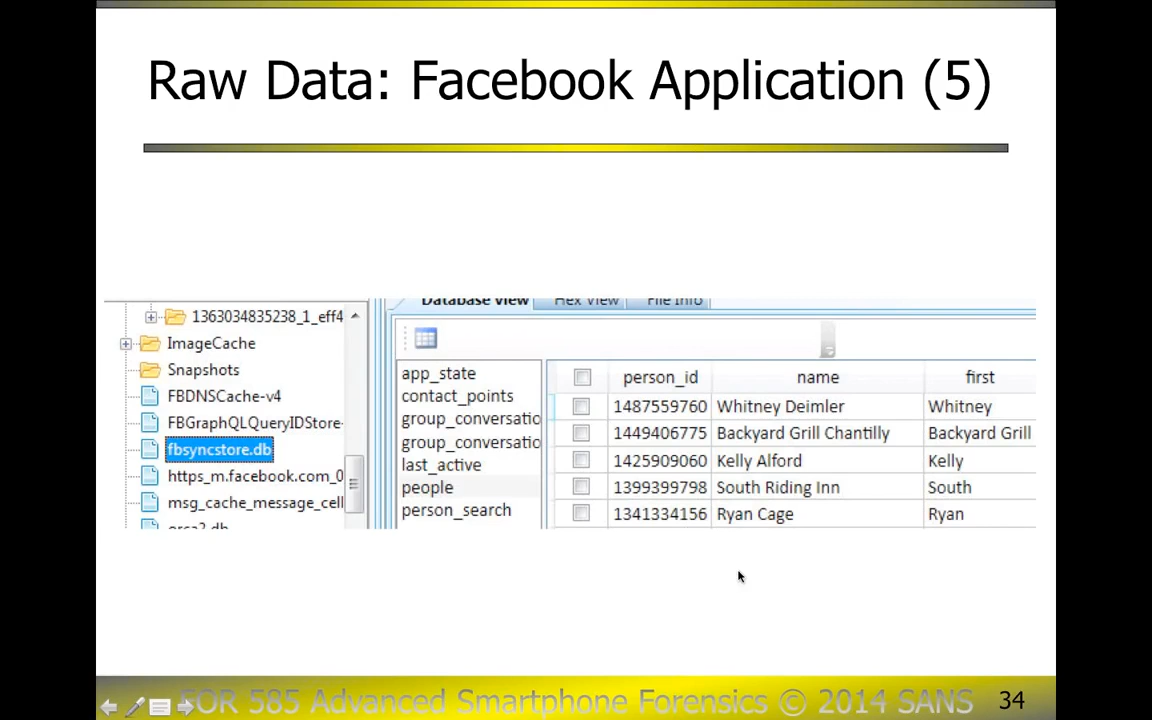 Raw Data: Facebook Application (5)
1363034835238_1_eff4
ImageCache
Snapshots
FBDNSCache-v4
FBGraphQLQueryIDStore-
fbsyncstore.db
https_m.facebook.com_0
msg_cache_message_cell
orca2.db
Database View Hex View File Info
app_state
contact_points
group_conversatio
group_conversatio
last_active
people
person_search
person_id name first
1487559760 Whitney Deimler Whitney
1449406775 Backyard Grill Chantilly Backyard Grill
1425909060 Kelly Alford Kelly
1399399798 South Riding Inn South
1341334156 Ryan Cage Ryan
FOR 585 Advanced Smartphone Forensics © 2014 SANS 34